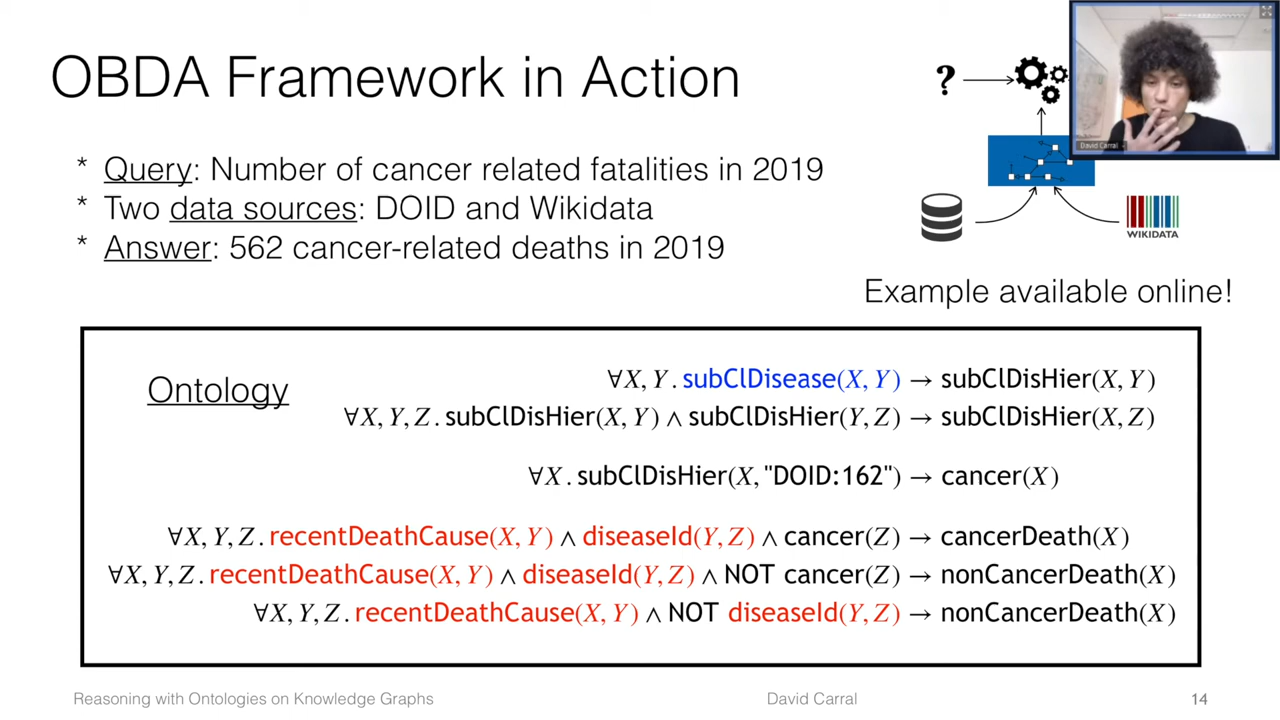 OBDA Framework in Action
?
David Carral
* Query: Number of cancer related fatalities in 2019
* Two data sources: DOID and Wikidata
* Answer: 562 cancer-related deaths in 2019
WIKIDATA
Example available online!
Ontology
∀X, Y . subClDisease(X, Y) → subClDisHier(X, Y)
∀X, Y, Z . subClDisHier(X, Y) ∧ subClDisHier(Y, Z) → subClDisHier(X, Z)
∀X . subClDisHier(X, "DOID:162") → cancer(X)
∀X, Y, Z . recentDeathCause(X, Y) ∧ diseaseId(Y, Z) ∧ cancer(Z) → cancerDeath(X)
∀X, Y, Z . recentDeathCause(X, Y) ∧ diseaseId(Y, Z) ∧ NOT cancer(Z) → nonCancerDeath(X)
∀X, Y, Z . recentDeathCause(X, Y) ∧ NOT diseaseId(Y, Z) → nonCancerDeath(X)
Reasoning with Ontologies on Knowledge Graphs
David Carral
14